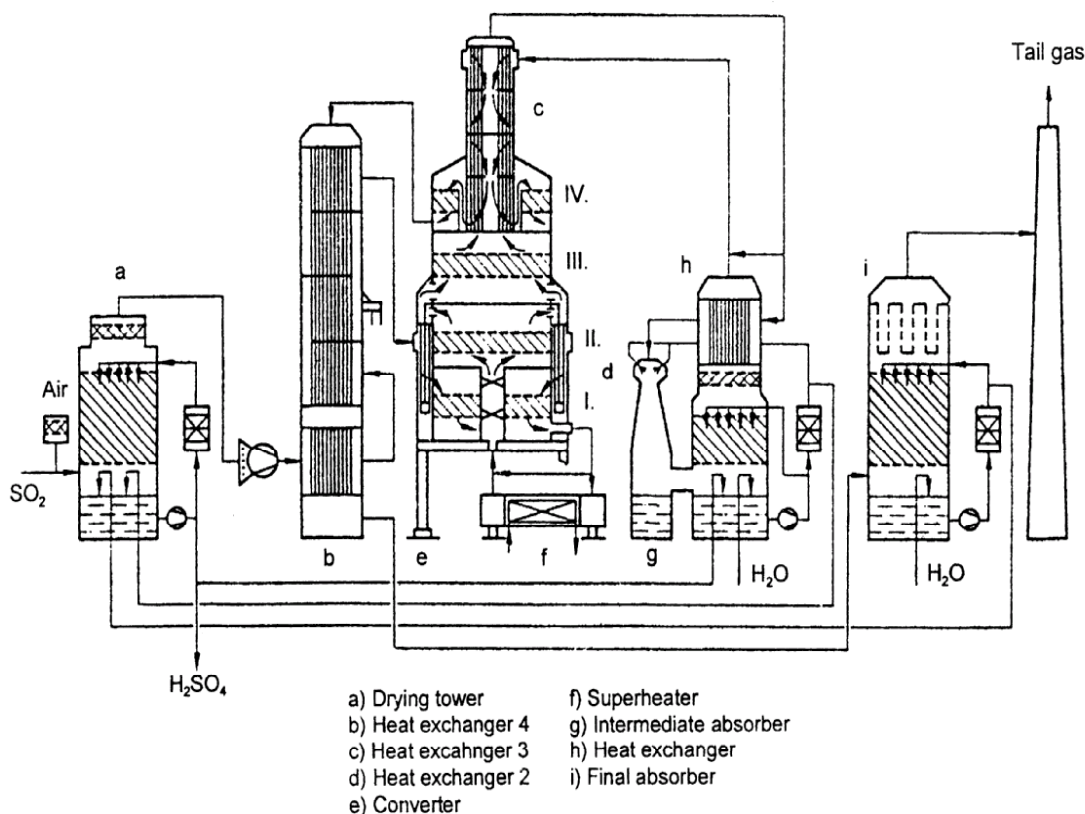 Tail gas
c
IV.
III.
a
h
i
II.
d
Air
I.
SO₂
b
e
f
g
H₂O
H₂O
H₂SO₄
a) Drying tower
b) Heat exchanger 4
c) Heat excahnger 3
d) Heat exchanger 2
e) Converter
f) Superheater
g) Intermediate absorber
h) Heat exchanger
i) Final absorber